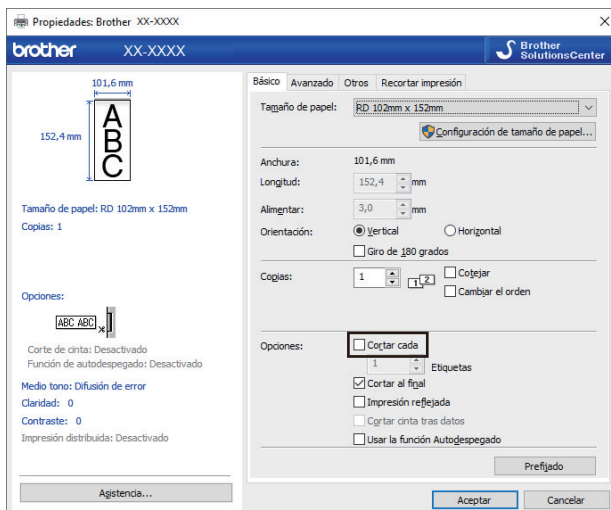 Propiedades: Brother XX-XXXX
brother XX-XXXX
Brother SolutionsCenter
101,6 mm
152,4 mm
ABC
Tamaño de papel: RD 102mm x 152mm
Copias: 1
Opciones:
ABC ABC
Corte de cinta: Desactivado
Función de autodespegado: Desactivado
Medio tono: Difusión de error
Claridad: 0
Contraste: 0
Impresión distribuida: Desactivado
Agistencia...
Básico Avanzado Otros Recortar impresión
Tamaño de papel: RD 102mm x 152mm
Configuración de tamaño de papel...
Anchura: 101,6 mm
Longitud: 152,4 mm
Alimentar: 3,0 mm
Orientación: Vertical Horizontal
Giro de 180 grados
Copias: 1 1 2 Cotejar
Cambiar el orden
Opciones: Cortar cada
1 Etiquetas
Cortar al final
Impresión reflejada
Cortar cinta tras datos
Usar la función Autodespegado
Prefijado
Aceptar Cancelar